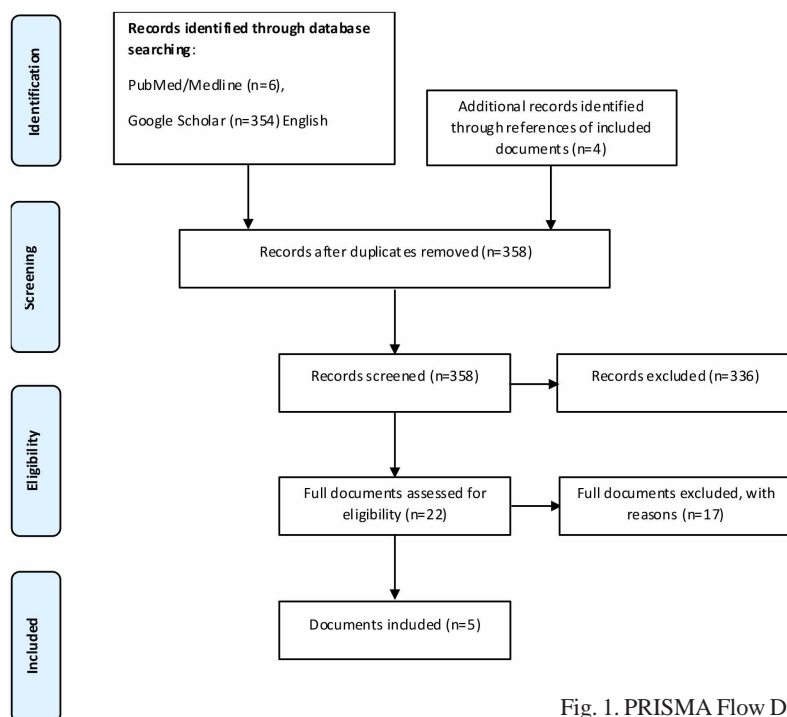 Identification
Records identified through database
searching:
PubMed/Medline (n=6),
Google Scholar (n=354) English
Additional records identified
through references of included
documents (n=4)
Screening
Records after duplicates removed (n=358)
Records screened (n=358)
Records excluded (n=336)
Eligibility
Full documents assessed for
eligibility (n=22)
Full documents excluded, with
reasons (n=17)
Included
Documents included (n=5)
Fig. 1. PRISMA Flow D